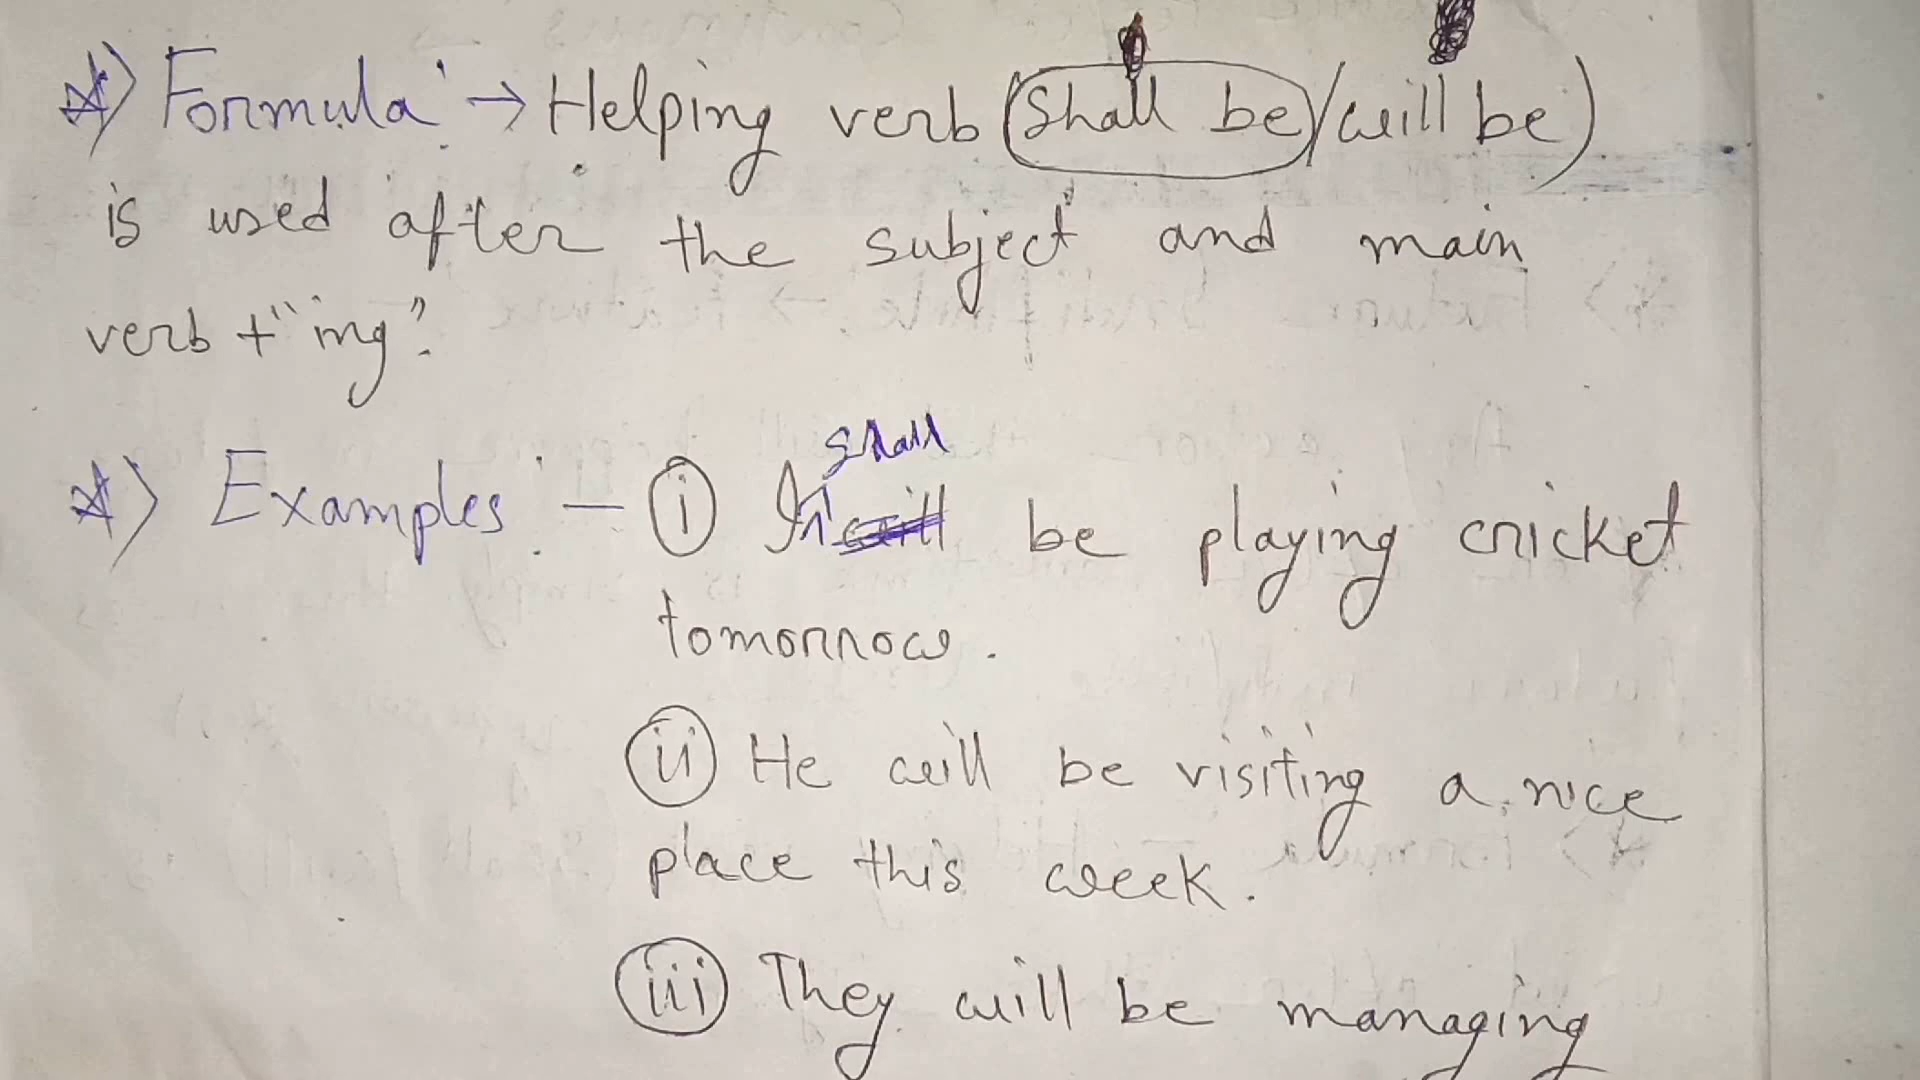 *) Formula :→ Helping verb (shall be/will be)
is used after the subject and main
verb + "ing".
shall
*) Examples :- (i) I will be playing cricket
tomorrow.
(ii) He will be visiting a nice
place this week.
(iii) They will be managing